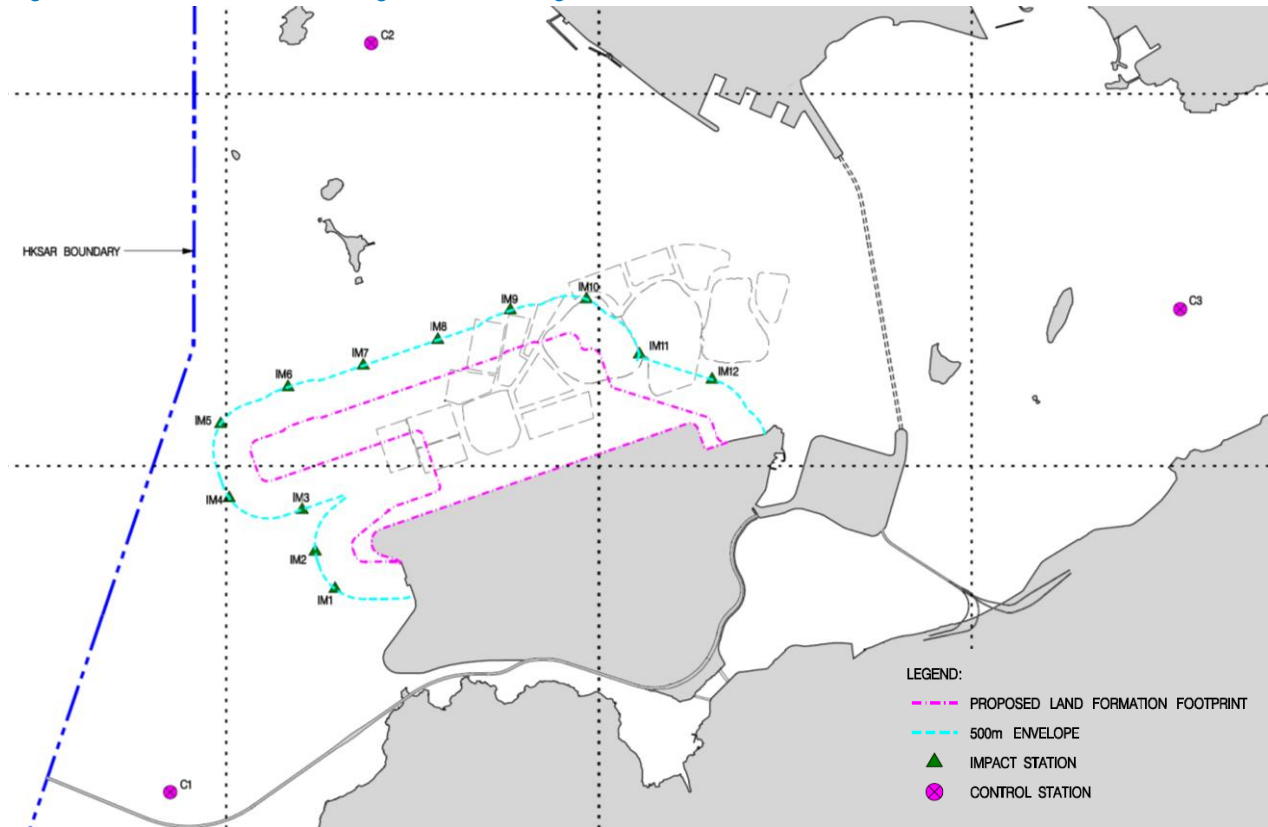 C2
HKSAR BOUNDARY
IM10
IM9
C3
IM8
IM11
IM7
IM12
IM6
IM5
IM4
IM3
IM2
IM1
C1
LEGEND:
PROPOSED LAND FORMATION FOOTPRINT
500m ENVELOPE
IMPACT STATION
CONTROL STATION